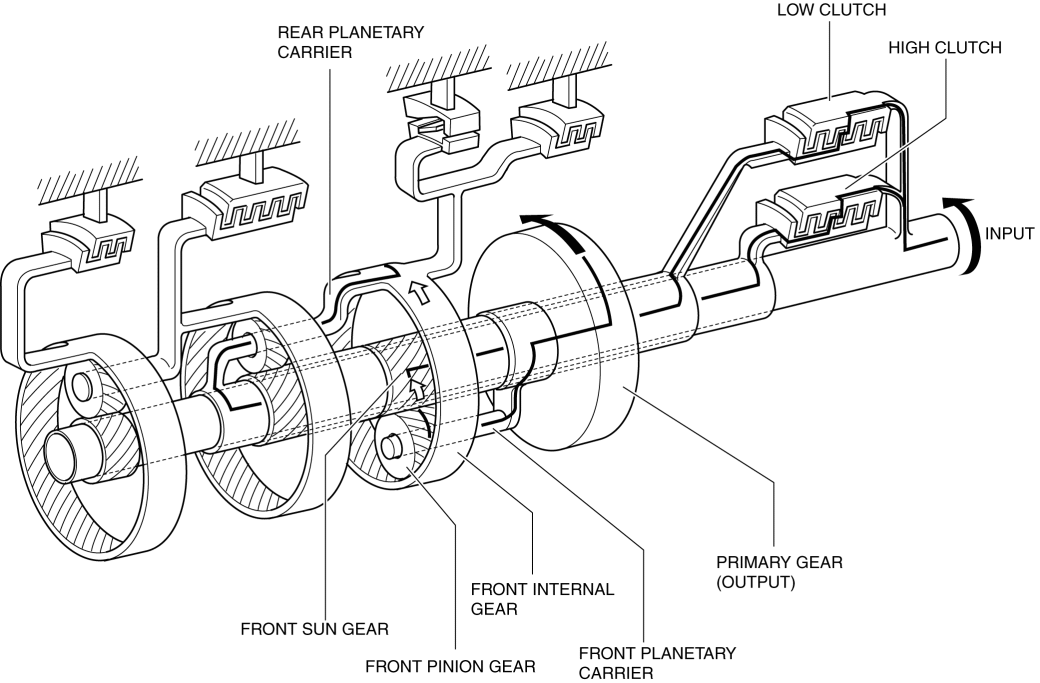 LOW CLUTCH
HIGH CLUTCH
REAR PLANETARY
CARRIER
INPUT
PRIMARY GEAR
(OUTPUT)
FRONT INTERNAL
GEAR
FRONT SUN GEAR
FRONT PINION GEAR
FRONT PLANETARY
CARRIER